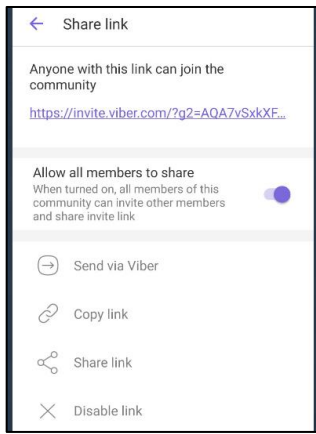 Share link
Anyone with this link can join the
community
https://invite.viber.com/?g2=AQA7vSxkXF...
Allow all members to share
When turned on, all members of this
community can invite other members
and share invite link
Send via Viber
Copy link
Share link
Disable link